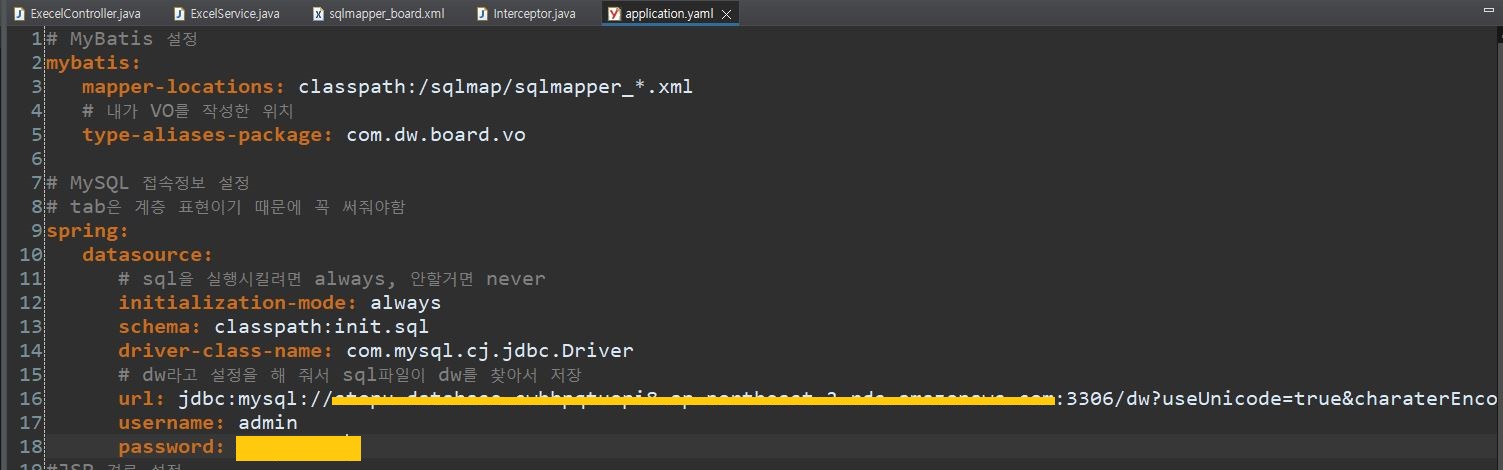 ExecelController.java ExcelService.java sqlmapper_board.xml Interceptor.java application.yaml
1 # MyBatis 설정
2 mybatis:
3 mapper-locations: classpath:/sqlmap/sqlmapper_*.xml
4 # 내가 VO를 작성한 위치
5 type-aliases-package: com.dw.board.vo
6
7 # MySQL 접속정보 설정
8 # tab은 계층 표현이기 때문에 꼭 써줘야함
9 spring:
10 datasource:
11 # sql을 실행시킬려면 always, 안할거면 never
12 initialization-mode: always
13 schema: classpath:init.sql
14 driver-class-name: com.mysql.cj.jdbc.Driver
15 # dw라고 설정을 해 줘서 sql파일이 dw를 찾아서 저장
16 url: jdbc:mysql:// :3306/dw?useUnicode=true&charaterEnco
17 username: admin
18 password:
19 #JSP 경로 설정